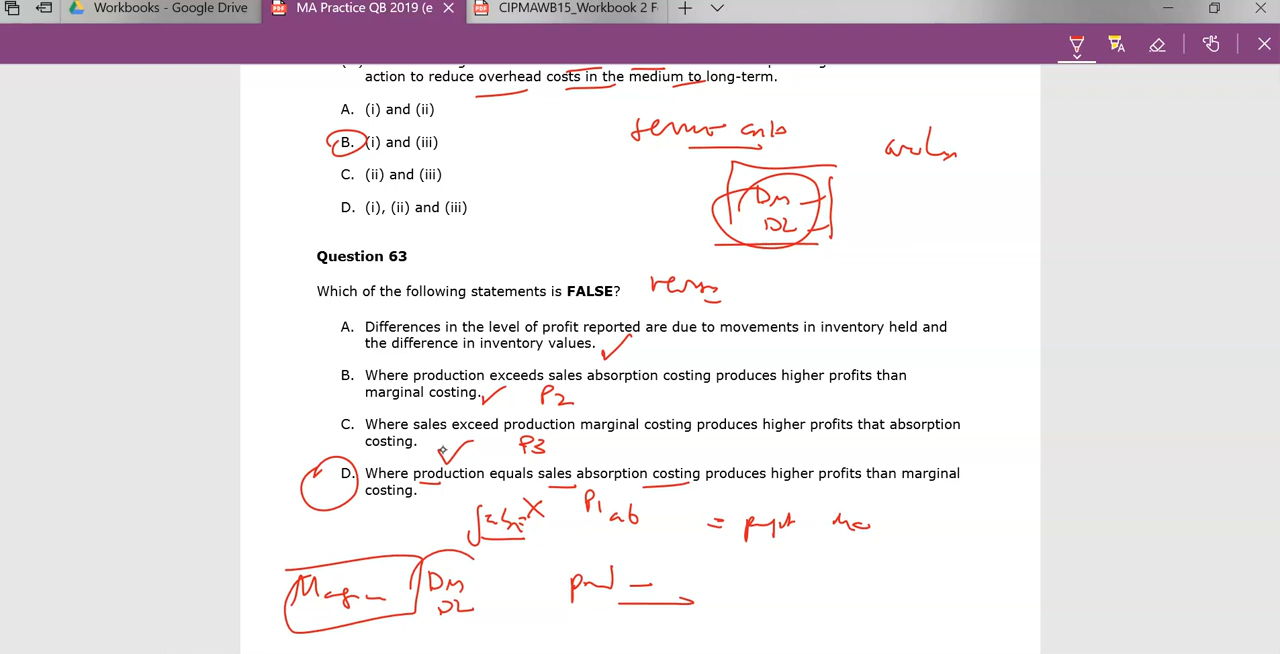 Workbooks - Google Drive
MA Practice QB 2019 (e
CIPMAWB15_Workbook 2 F
action to reduce overhead costs in the medium to long-term.
A. (i) and (ii)
B. (i) and (iii)
C. (ii) and (iii)
D. (i), (ii) and (iii)
DM
DL
Question 63
Which of the following statements is FALSE?
A. Differences in the level of profit reported are due to movements in inventory held and
the difference in inventory values.
B. Where production exceeds sales absorption costing produces higher profits than
marginal costing.
P2
C. Where sales exceed production marginal costing produces higher profits that absorption
costing.
P3
D. Where production equals sales absorption costing produces higher profits than marginal
costing.
P1 ab
=
DM
DL